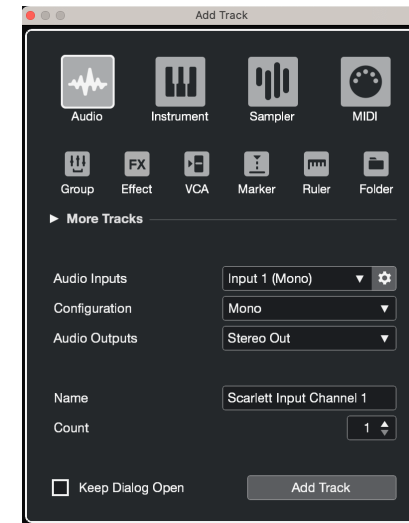 Add Track
Audio Instrument Sampler MIDI
FX
Group Effect VCA Marker Ruler Folder
More Tracks
Audio Inputs Input 1 (Mono)
Configuration Mono
Audio Outputs Stereo Out
Name Scarlett Input Channel 1
Count 1
Keep Dialog Open Add Track